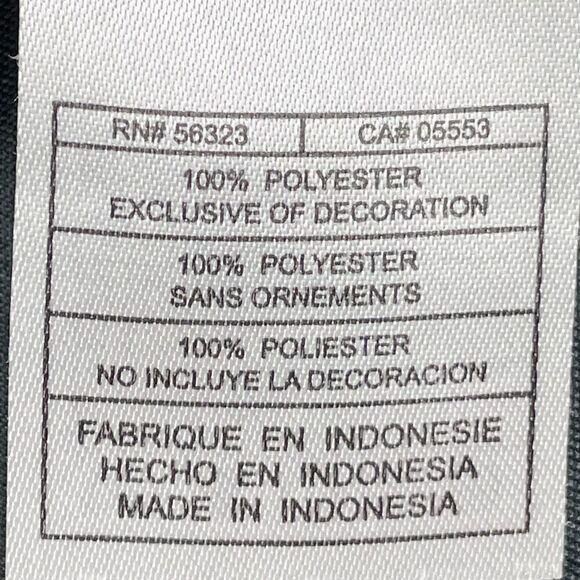 RN# 56323 CA# 05553
100% POLYESTER
EXCLUSIVE OF DECORATION
100% POLYESTER
SANS ORNEMENTS
100% POLIESTER
NO INCLUYE LA DECORACION
FABRIQUE EN INDONESIE
HECHO EN INDONESIA
MADE IN INDONESIA